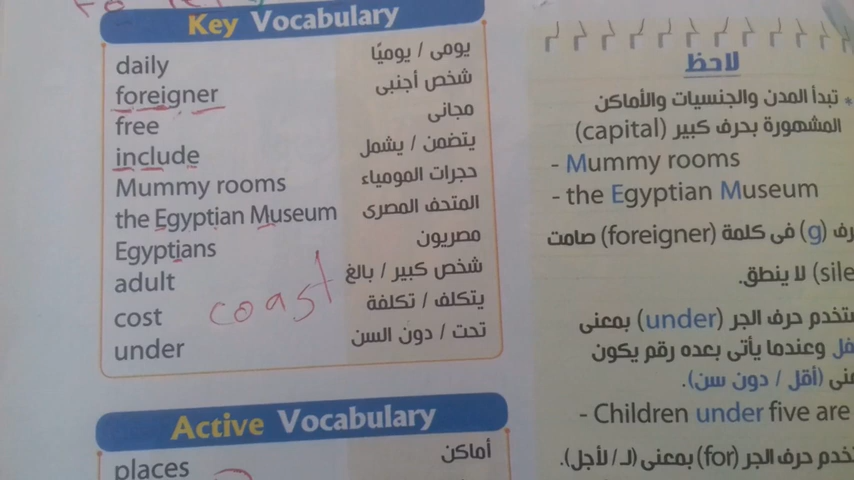 Key Vocabulary
daily يومى / يوميًا
foreigner شخص أجنبى
free مجانى
include يتضمن / يشمل
Mummy rooms حجرات المومياء
the Egyptian Museum المتحف المصرى
Egyptians مصريون
adult شخص كبير / بالغ
cost يتكلف / تكلفة
coast
under تحت / دون السن
Active Vocabulary
places أماكن
لاحظ
* تبدأ المدن والجنسيات والأماكن
المشهورة بحرف كبير (capital)
- Mummy rooms
- the Egyptian Museum
(g) فى كلمة (foreigner) صامت
لا ينطق.
حرف الجر (under) بمعنى
وعندما يأتى بعده رقم يكون
(أقل / دون سن).
- Children under five are
حرف الجر (for) بمعنى (لـ / لأجل).